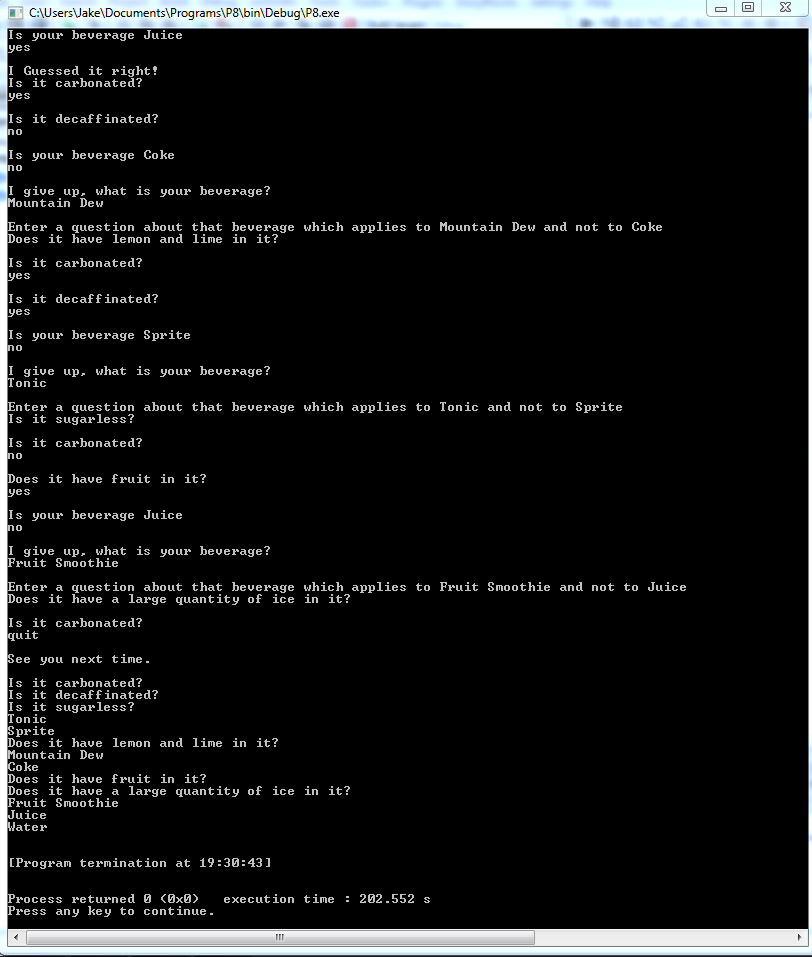 C:\Users\Jake\Documents\Programs\P8\bin\Debug\P8.exe
Is your beverage Juice
yes
I Guessed it right!
Is it carbonated?
yes
Is it decaffinated?
no
Is your beverage Coke
no
I give up, what is your beverage?
Mountain Dew
Enter a question about that beverage which applies to Mountain Dew and not to Coke
Does it have lemon and lime in it?
Is it carbonated?
yes
Is it decaffinated?
yes
Is your beverage Sprite
no
I give up, what is your beverage?
Tonic
Enter a question about that beverage which applies to Tonic and not to Sprite
Is it sugarless?
Is it carbonated?
no
Does it have fruit in it?
yes
Is your beverage Juice
no
I give up, what is your beverage?
Fruit Smoothie
Enter a question about that beverage which applies to Fruit Smoothie and not to Juice
Does it have a large quantity of ice in it?
Is it carbonated?
quit
See you next time.
Is it carbonated?
Is it decaffinated?
Is it sugarless?
Tonic
Sprite
Does it have lemon and lime in it?
Mountain Dew
Coke
Does it have fruit in it?
Does it have a large quantity of ice in it?
Fruit Smoothie
Juice
Water
[Program termination at 19:30:43]
Process returned 0 (0x0)   execution time : 202.552 s
Press any key to continue.